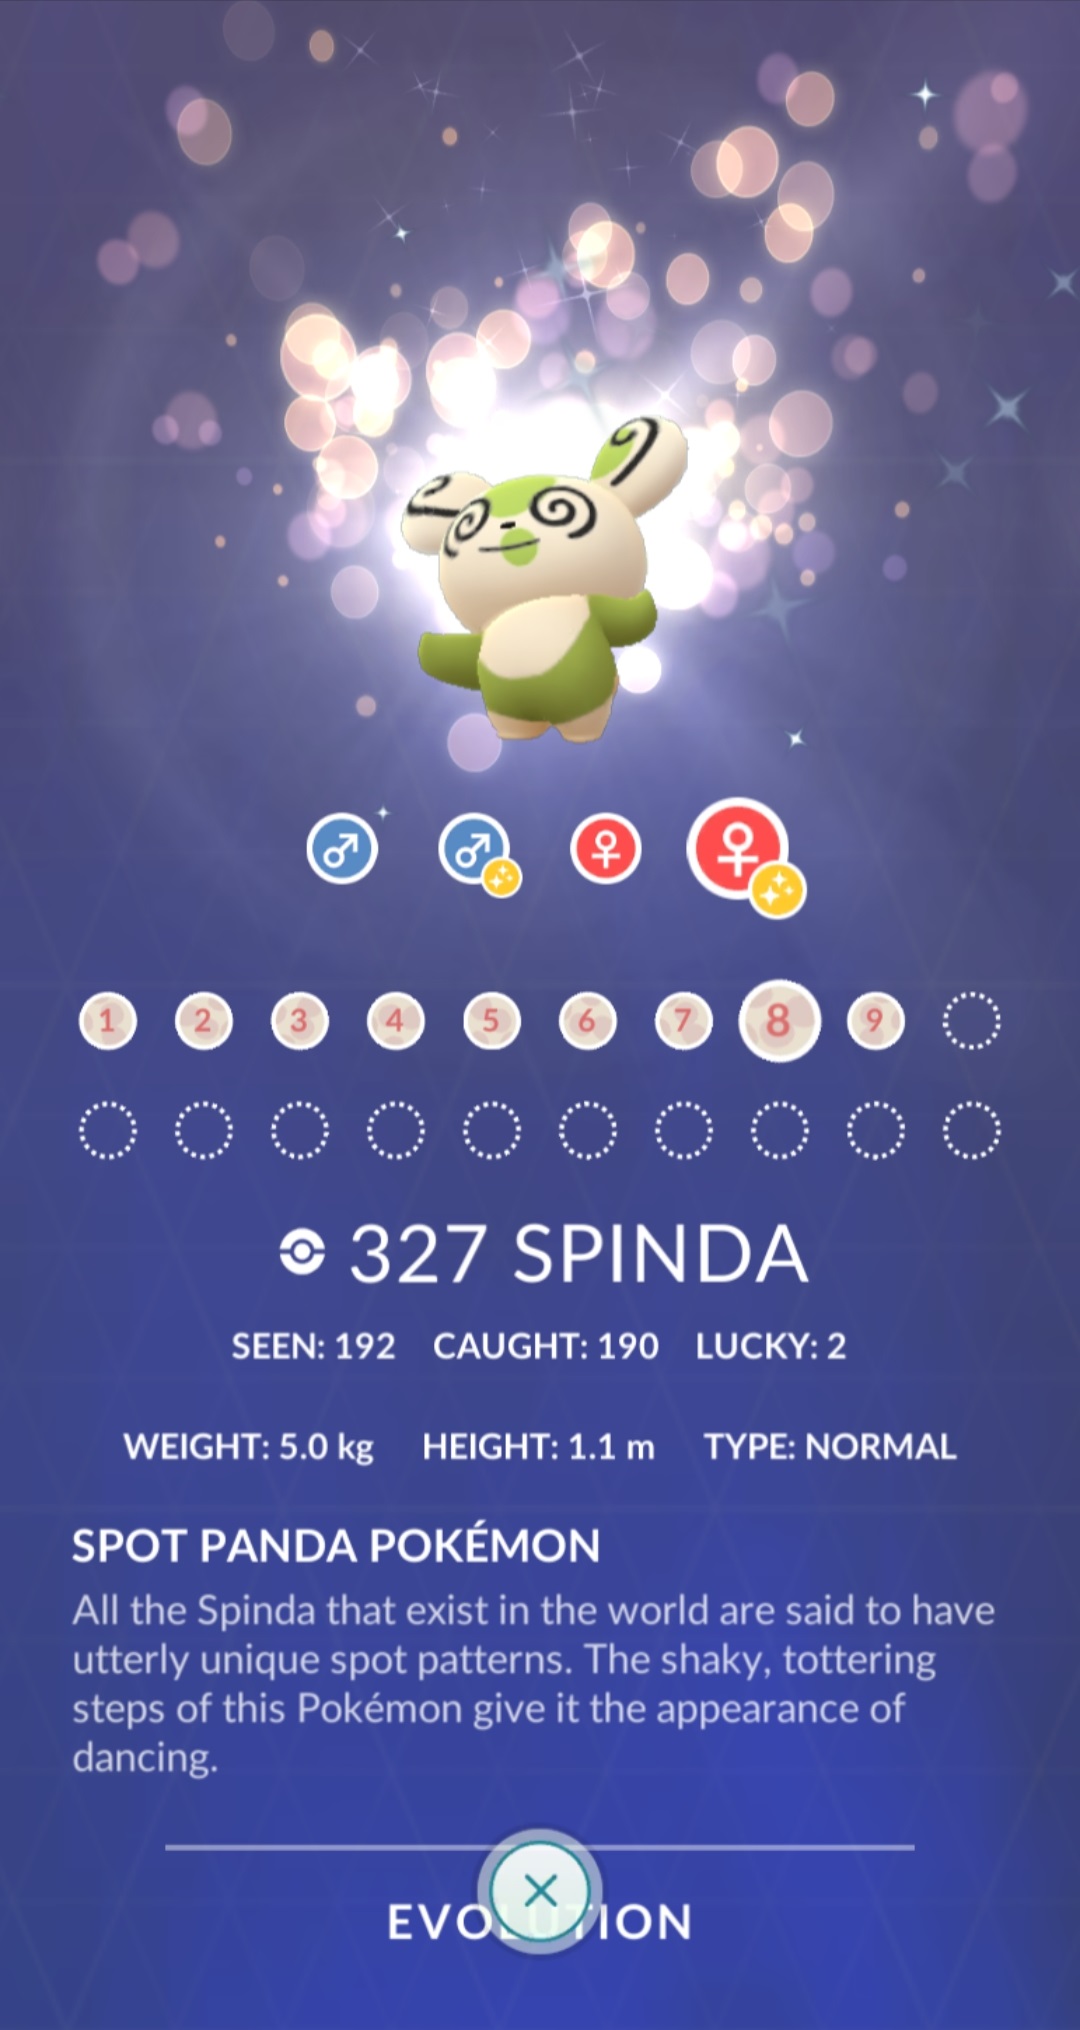 1 2 3 4 5 6 7 8 9
327 SPINDA
SEEN: 192 CAUGHT: 190 LUCKY: 2
WEIGHT: 5.0 kg HEIGHT: 1.1 m TYPE: NORMAL
SPOT PANDA POKÉMON
All the Spinda that exist in the world are said to have
utterly unique spot patterns. The shaky, tottering
steps of this Pokémon give it the appearance of
dancing.
EVOLUTION